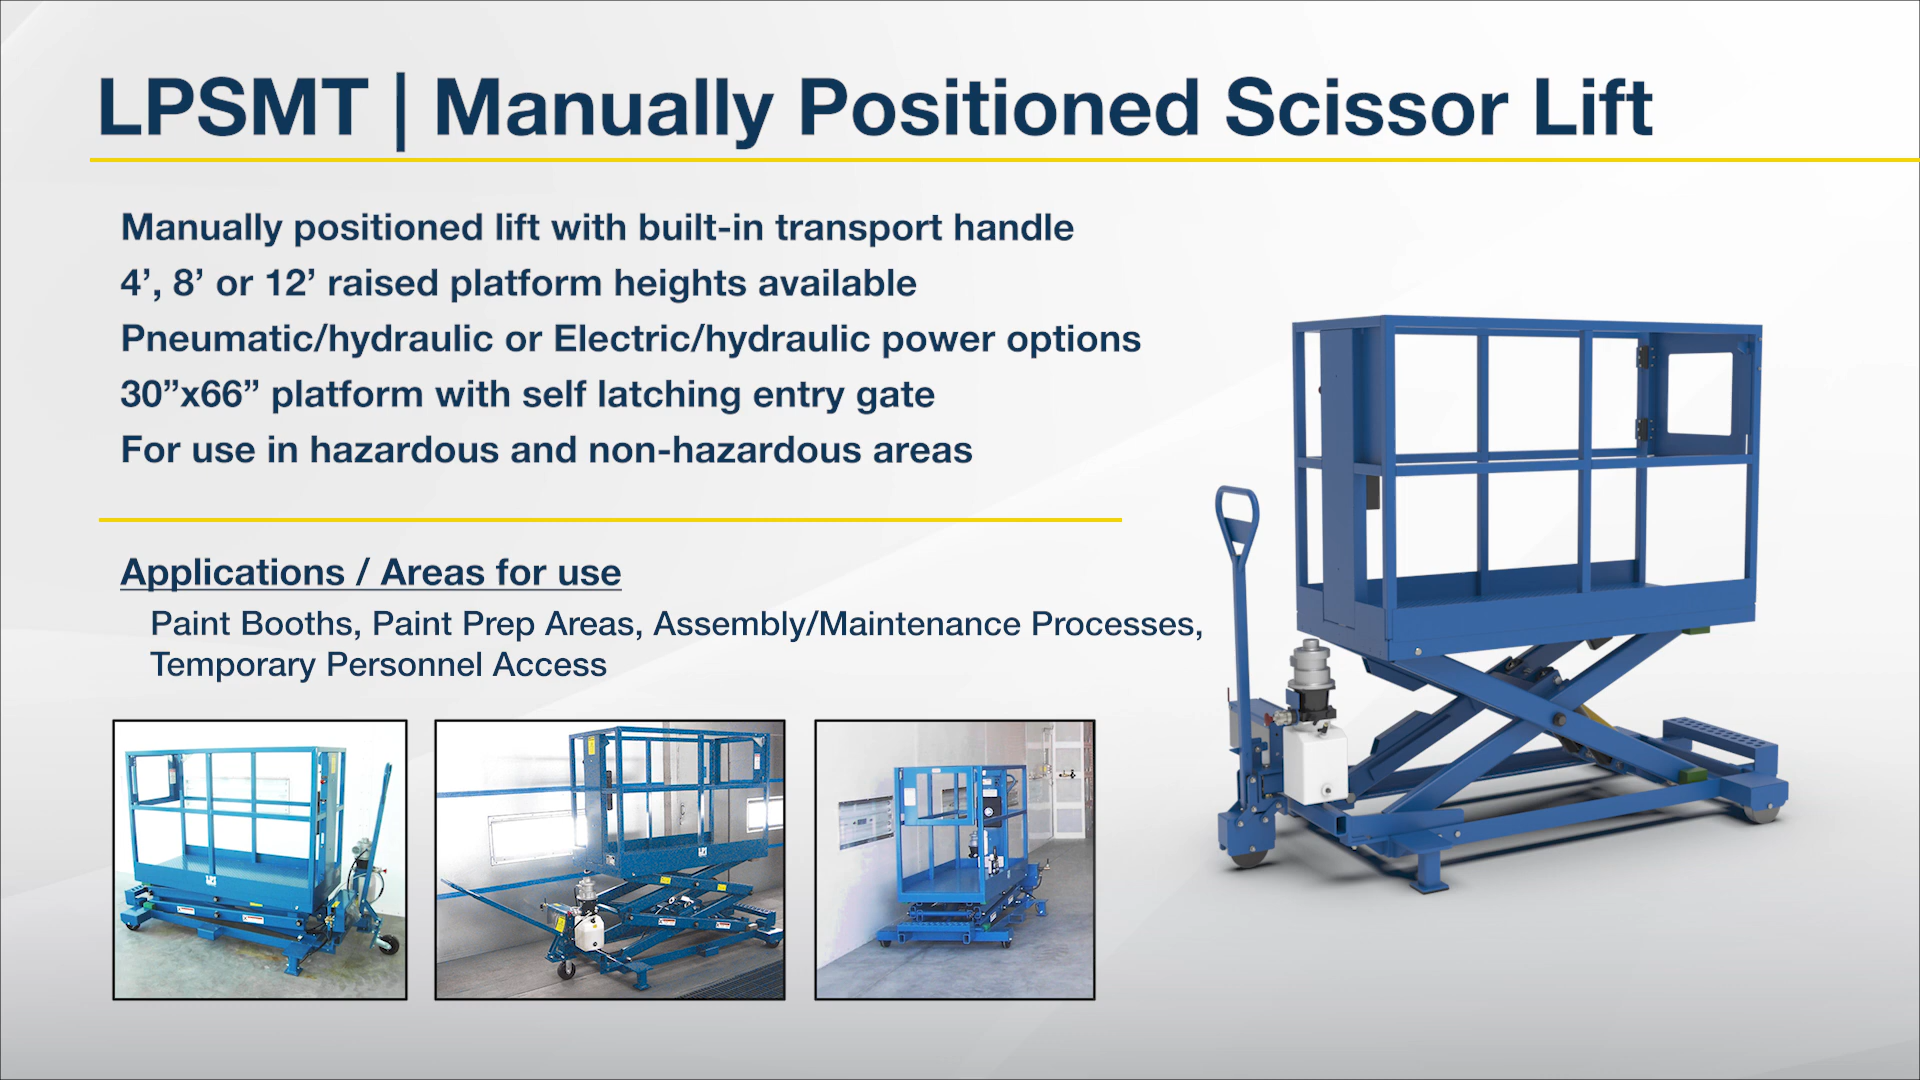 LPSMT | Manually Positioned Scissor Lift
Manually positioned lift with built-in transport handle
4’, 8’ or 12’ raised platform heights available
Pneumatic/hydraulic or Electric/hydraulic power options
30”x66” platform with self latching entry gate
For use in hazardous and non-hazardous areas
Applications / Areas for use
Paint Booths, Paint Prep Areas, Assembly/Maintenance Processes,
Temporary Personnel Access